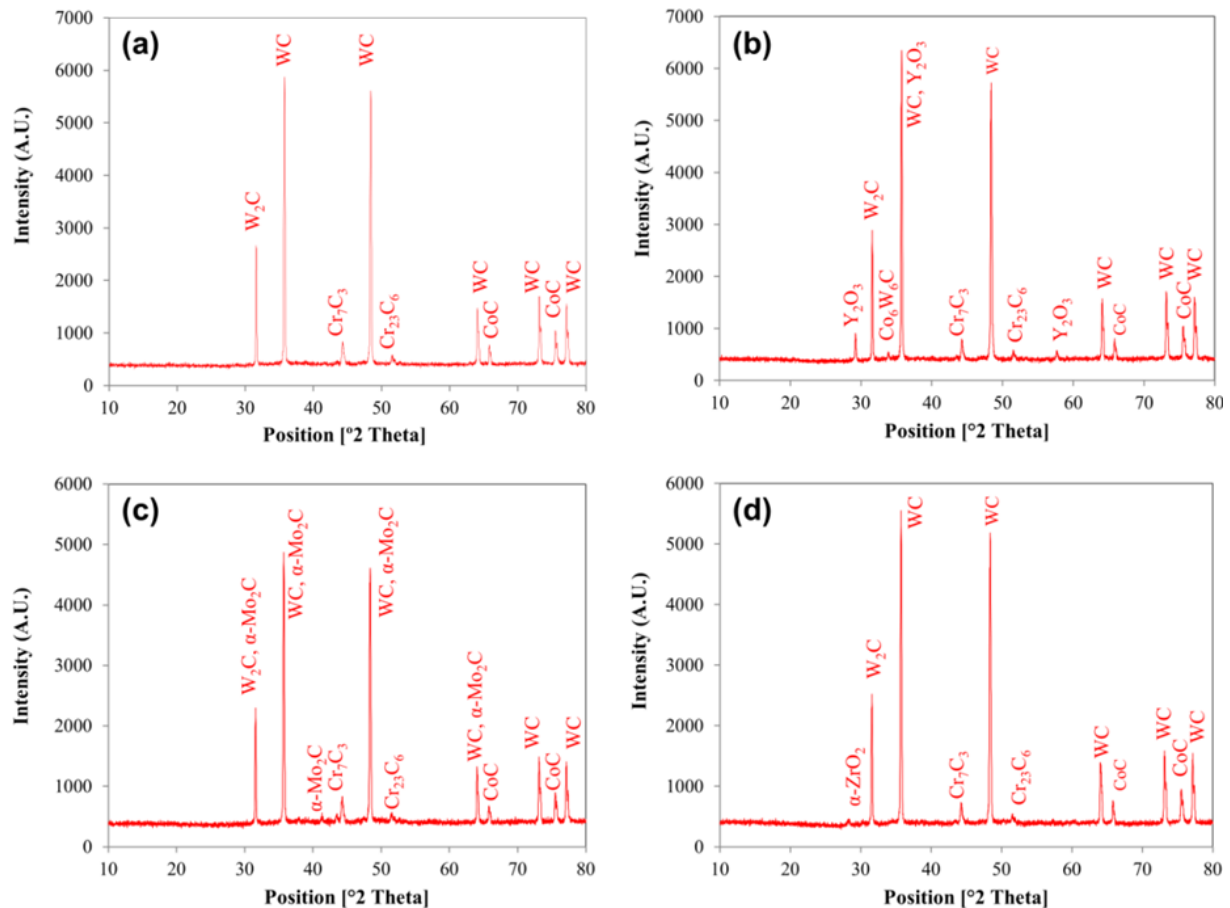 (a)
7000
6000
5000
4000
3000
2000
1000
0
Intensity (A.U.)
W₂C
WC
Cr₇C₃
WC
Cr₂₃C₆
WC
CoC
WC
CoC
WC
10 20 30 40 50 60 70 80
Position [°2 Theta]
(b)
7000
6000
5000
4000
3000
2000
1000
0
Intensity (A.U.)
Y₂O₃
W₂C
Co₆W₆C
WC, Y₂O₃
Cr₇C₃
WC
Cr₂₃C₆
Y₂O₃
WC
CoC
WC
CoC
WC
10 20 30 40 50 60 70 80
Position [°2 Theta]
(c)
6000
5000
4000
3000
2000
1000
0
Intensity (A.U.)
W₂C, α-Mo₂C
WC, α-Mo₂C
α-Mo₂C
Cr₇C₃
WC, α-Mo₂C
Cr₂₃C₆
WC, α-Mo₂C
CoC
WC
CoC
WC
10 20 30 40 50 60 70 80
Position [°2 Theta]
(d)
6000
5000
4000
3000
2000
1000
0
Intensity (A.U.)
α-ZrO₂
W₂C
WC
Cr₇C₃
WC
Cr₂₃C₆
WC
CoC
WC
CoC
WC
10 20 30 40 50 60 70 80
Position [°2 Theta]